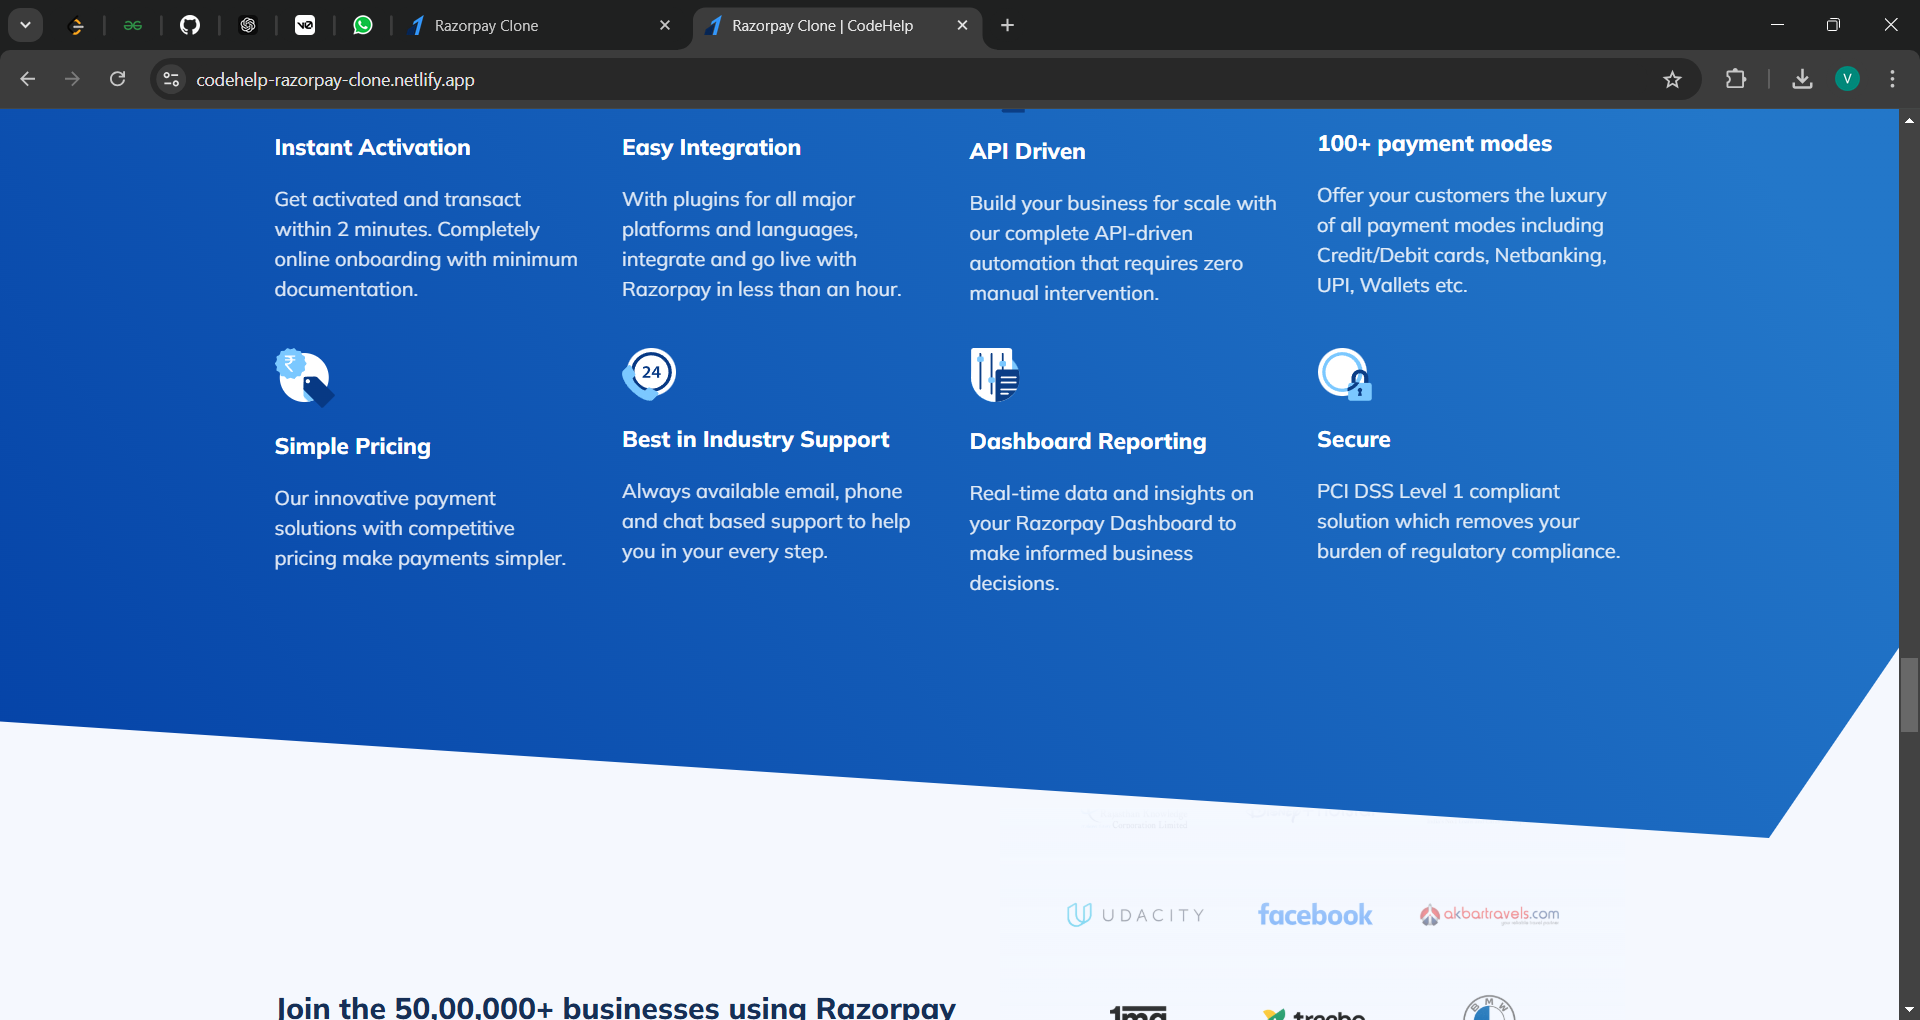 Razorpay Clone
Razorpay Clone | CodeHelp
codehelp-razorpay-clone.netlify.app
V
Instant Activation
Get activated and transact
within 2 minutes. Completely
online onboarding with minimum
documentation.
Easy Integration
With plugins for all major
platforms and languages,
integrate and go live with
Razorpay in less than an hour.
API Driven
Build your business for scale with
our complete API-driven
automation that requires zero
manual intervention.
100+ payment modes
Offer your customers the luxury
of all payment modes including
Credit/Debit cards, Netbanking,
UPI, Wallets etc.
₹
Simple Pricing
Our innovative payment
solutions with competitive
pricing make payments simpler.
24
Best in Industry Support
Always available email, phone
and chat based support to help
you in your every step.
Dashboard Reporting
Real-time data and insights on
your Razorpay Dashboard to
make informed business
decisions.
Secure
PCI DSS Level 1 compliant
solution which removes your
burden of regulatory compliance.
UDACITY
facebook
akbartravels.com
Join the 50,00,000+ businesses using Razorpay
1mg
treebo
BMW